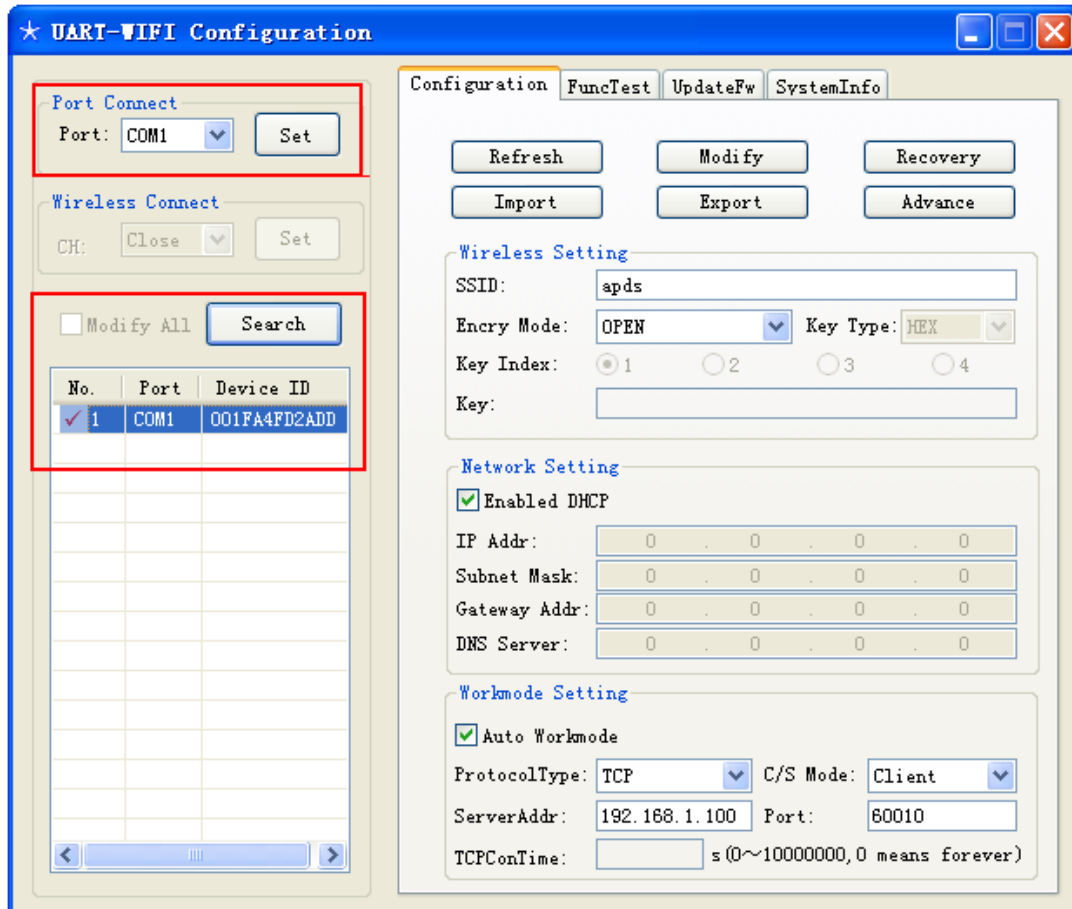 UART-WIFI Configuration
Port Connect
Port: COM1 Set
Wireless Connect
CH: Close Set
Modify All Search
No. Port Device ID
1 COM1 001FA4FD2ADD
Configuration FuncTest UpdateFw SystemInfo
Refresh Modify Recovery
Import Export Advance
Wireless Setting
SSID: apds
Encry Mode: OPEN Key Type: HEX
Key Index: 1 2 3 4
Key:
Network Setting
Enabled DHCP
IP Addr: 0 . 0 . 0 . 0
Subnet Mask: 0 . 0 . 0 . 0
Gateway Addr: 0 . 0 . 0 . 0
DNS Server: 0 . 0 . 0 . 0
Workmode Setting
Auto Workmode
ProtocolType: TCP C/S Mode: Client
ServerAddr: 192.168.1.100 Port: 60010
TCPConTime: s(0～10000000,0 means forever)